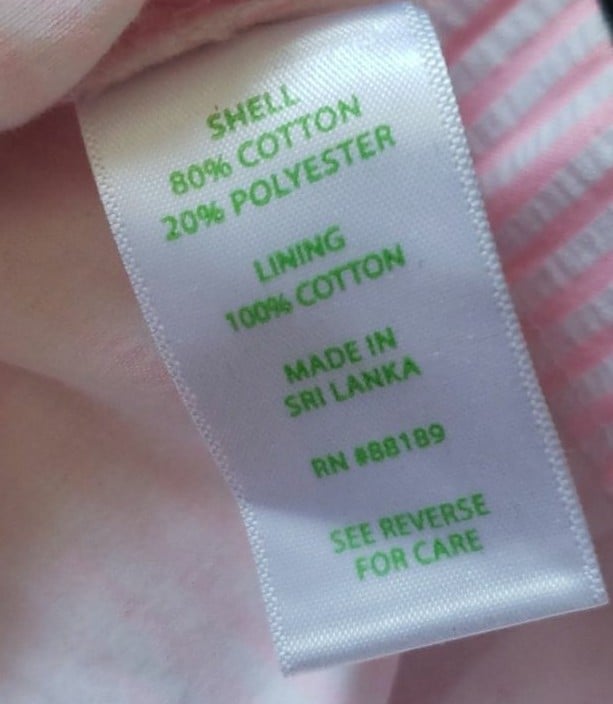 SHELL
80% COTTON
20% POLYESTER
LINING
100% COTTON
MADE IN
SRI LANKA
RN #88189
SEE REVERSE
FOR CARE